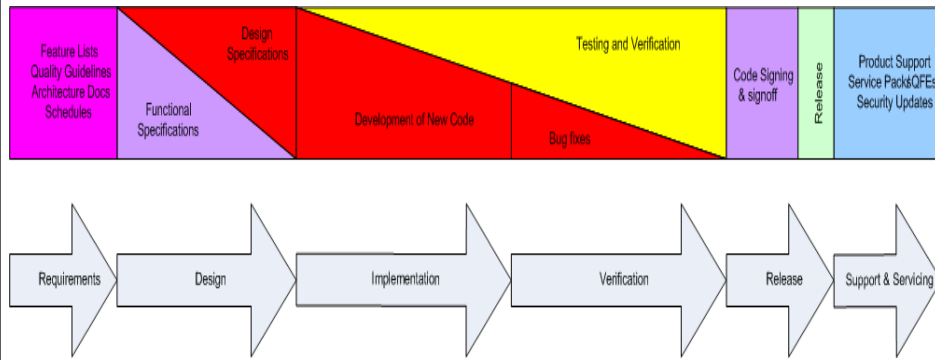 Feature Lists
Quality Guidelines
Architecture Docs
Schedules
Functional
Specifications
Design
Specifications
Development of New Code
Testing and Verification
Bug fixes
Code Signing
& signoff
Release
Product Support
Service Packs\QFEs
Security Updates
Requirements
Design
Implementation
Verification
Release
Support & Servicing